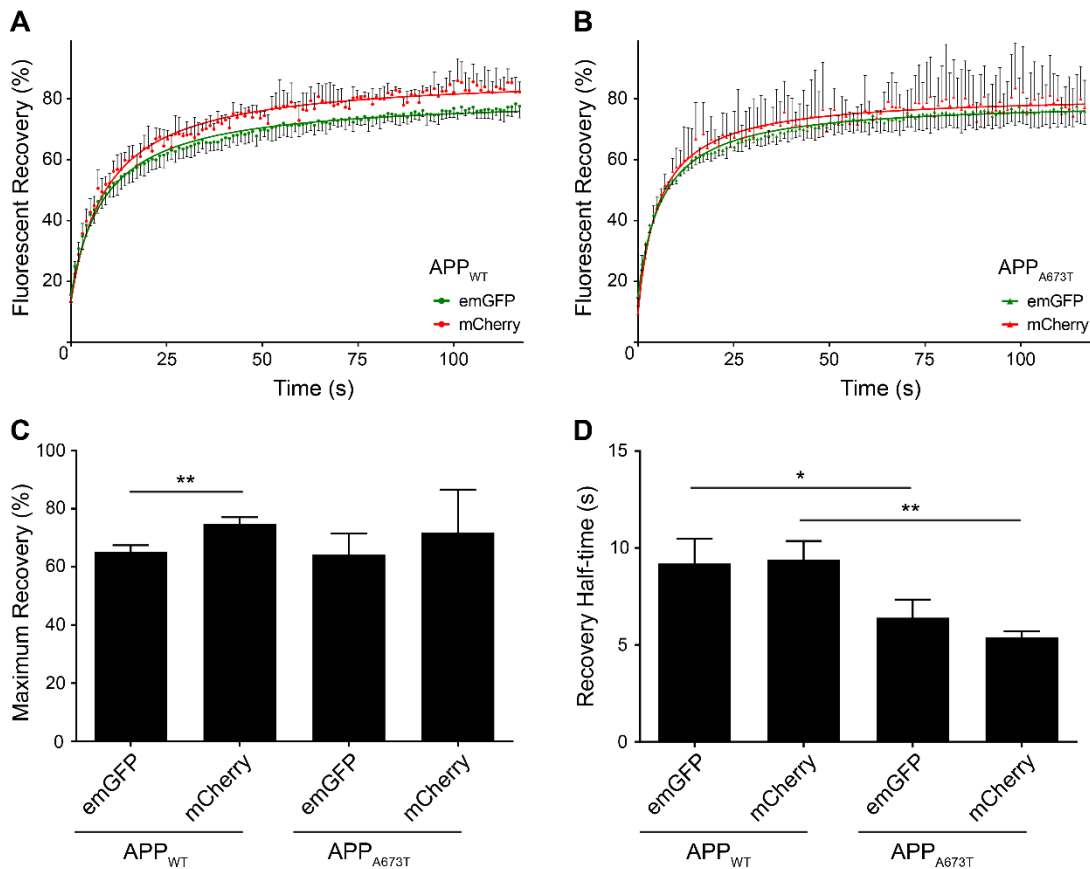 A
Fluorescent Recovery (%)
80
60
40
20
0
25
50
75
100
Time (s)
APPWT
emGFP
mCherry
B
Fluorescent Recovery (%)
80
60
40
20
0
25
50
75
100
Time (s)
APPA673T
emGFP
mCherry
C
Maximum Recovery (%)
100
80
60
40
20
0
**
emGFP
mCherry
emGFP
mCherry
APPWT
APPA673T
D
Recovery Half-time (s)
15
10
5
0
*
**
emGFP
mCherry
emGFP
mCherry
APPWT
APPA673T